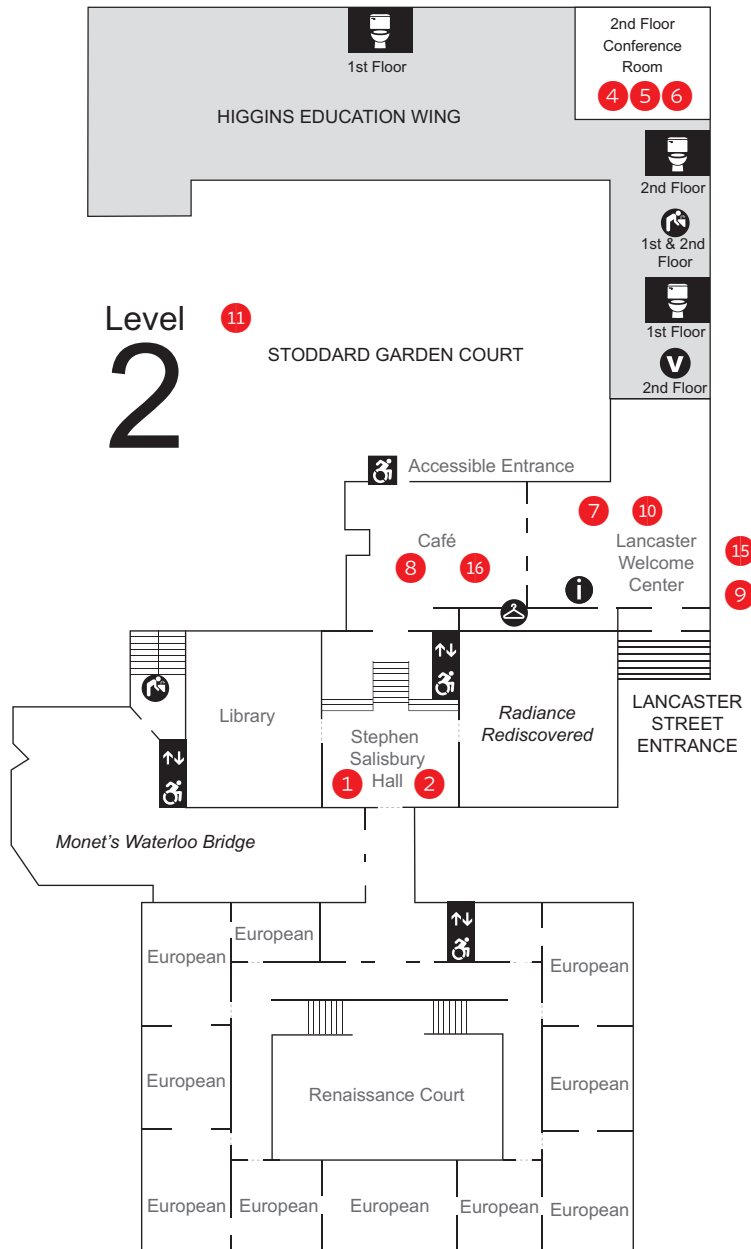 1st Floor
2nd Floor
Conference
Room
4 5 6
HIGGINS EDUCATION WING
2nd Floor
1st & 2nd
Floor
Level
2
11
1st Floor
STODDARD GARDEN COURT
V
2nd Floor
Accessible Entrance
7 10
Café
Lancaster
Welcome
Center
8 16
15
9
i
Library
Radiance
Rediscovered
LANCASTER
STREET
ENTRANCE
Stephen
Salisbury
Hall
1 2
Monet's Waterloo Bridge
European
European
European
European
European
Renaissance Court
European
European
European
European
European